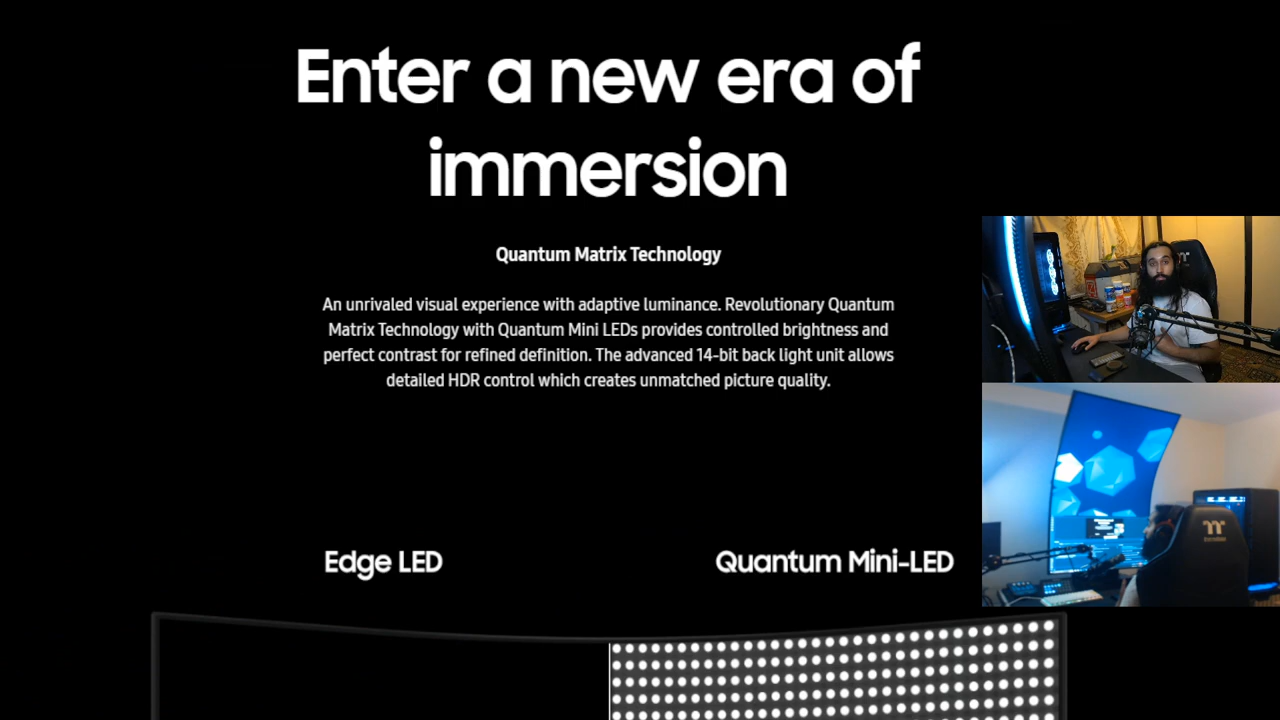 Enter a new era of
immersion
Quantum Matrix Technology
An unrivaled visual experience with adaptive luminance. Revolutionary Quantum
Matrix Technology with Quantum Mini LEDs provides controlled brightness and
perfect contrast for refined definition. The advanced 14-bit back light unit allows
detailed HDR control which creates unmatched picture quality.
Edge LED
Quantum Mini-LED